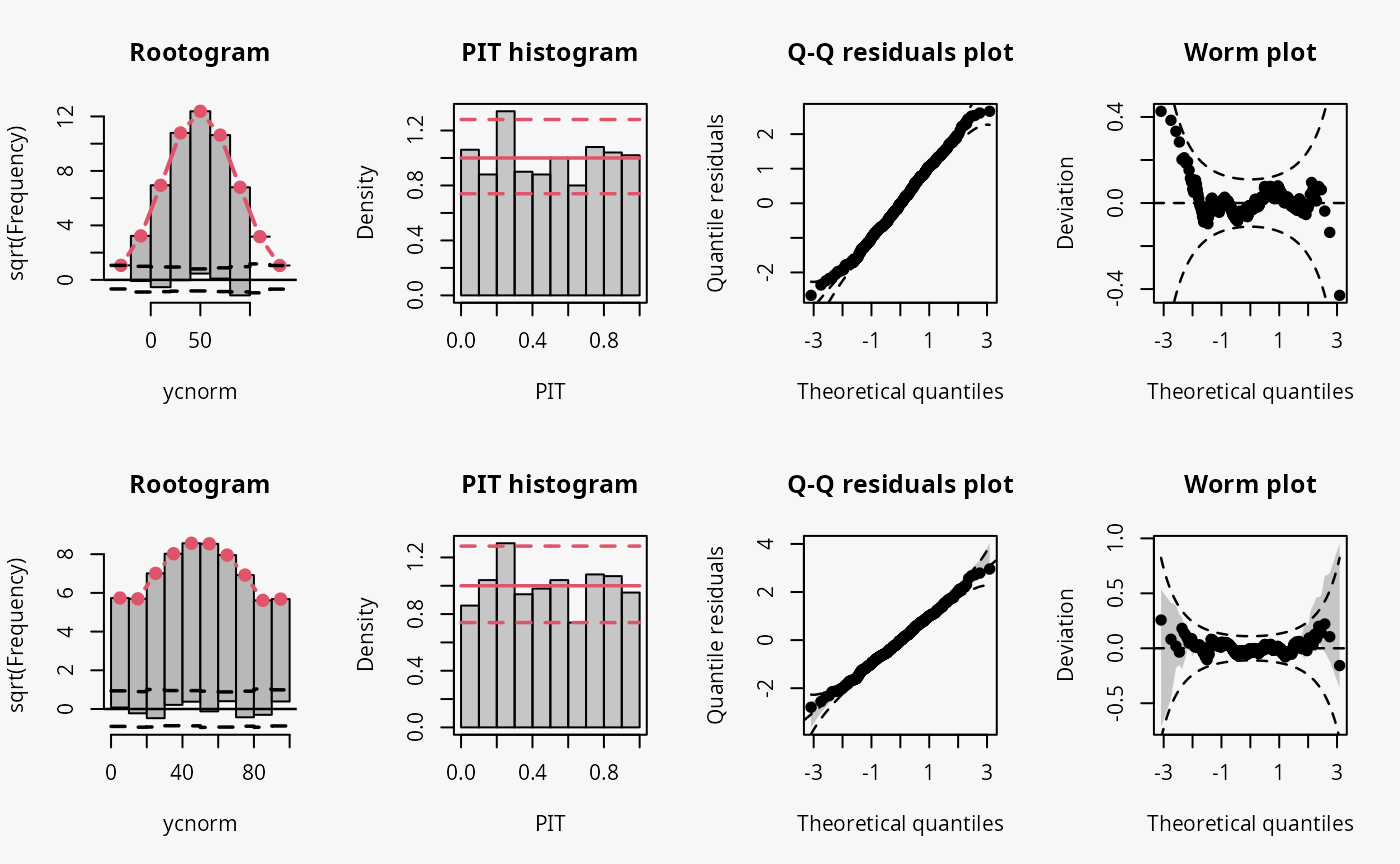 Rootogram
sqrt(Frequency)
12
8
4
0
0 50
ycnorm
PIT histogram
Density
1.2
0.8
0.4
0.0
0.0 0.4 0.8
PIT
Q-Q residuals plot
Quantile residuals
2
1
0
-2
-3 -1 1 3
Theoretical quantiles
Worm plot
Deviation
0.4
0.0
-0.4
-3 -1 1 3
Theoretical quantiles
Rootogram
sqrt(Frequency)
8
6
4
2
0
0 40 80
ycnorm
PIT histogram
Density
1.2
0.8
0.4
0.0
0.0 0.4 0.8
PIT
Q-Q residuals plot
Quantile residuals
4
2
0
-2
-3 -1 1 3
Theoretical quantiles
Worm plot
Deviation
1.0
0.5
0.0
-0.5
-3 -1 1 3
Theoretical quantiles